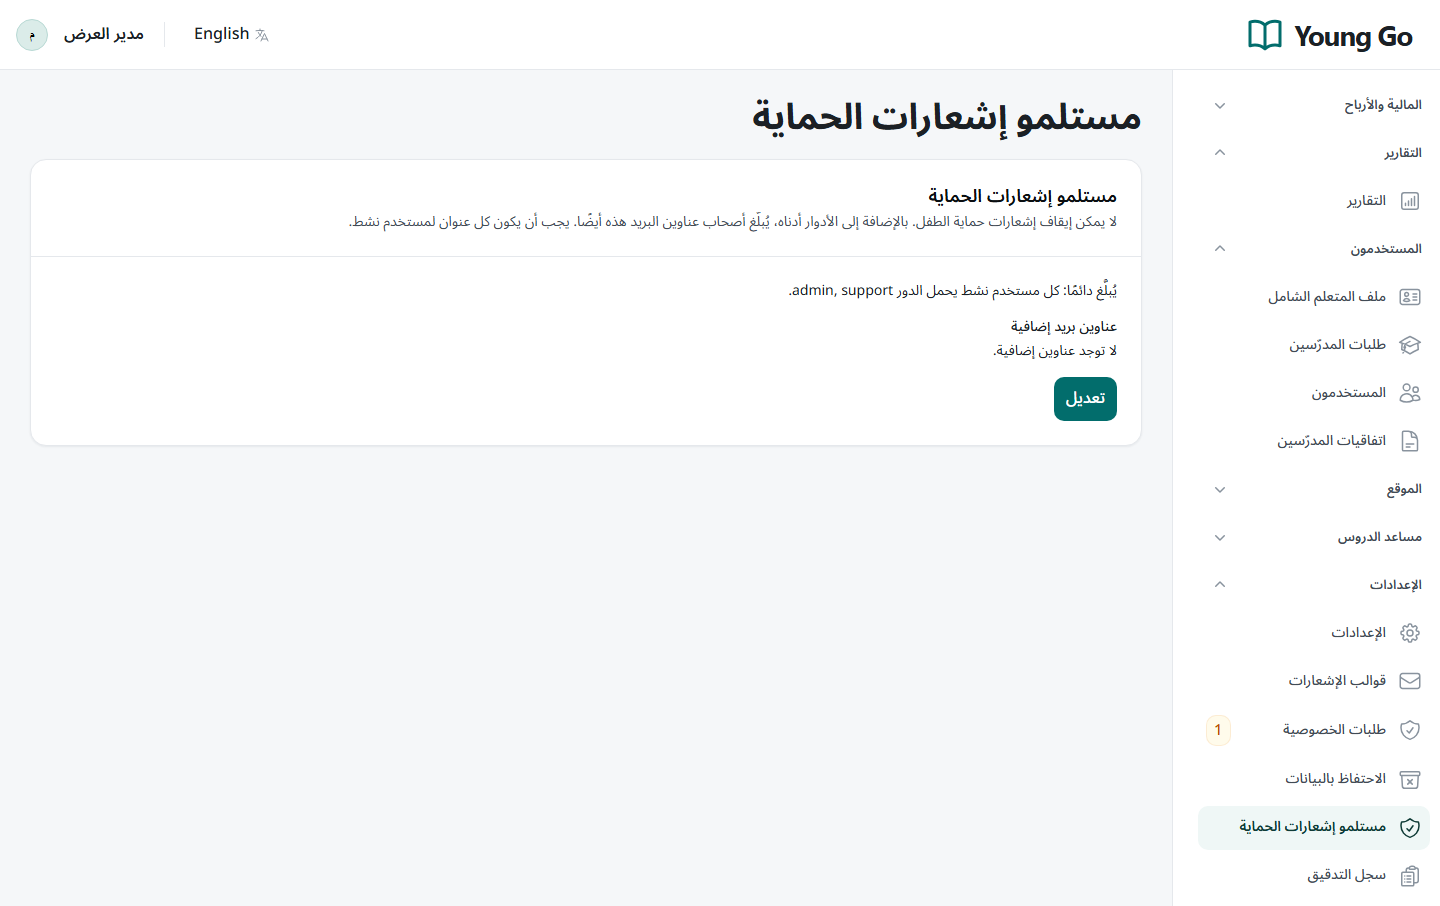 Young Go
English
مدير العرض
م
المالية والأرباح
التقارير
التقارير
المستخدمون
ملف المتعلم الشامل
طلبات المدرّسين
المستخدمون
اتفاقيات المدرّسين
الموقع
مساعد الدروس
الإعدادات
الإعدادات
قوالب الإشعارات
طلبات الخصوصية
1
الاحتفاظ بالبيانات
مستلمو إشعارات الحماية
سجل التدقيق
مستلمو إشعارات الحماية
مستلمو إشعارات الحماية
لا يمكن إيقاف إشعارات حماية الطفل. بالإضافة إلى الأدوار أدناه، يُبلَّغ أصحاب عناوين البريد هذه أيضًا. يجب أن يكون كل عنوان لمستخدم نشط.
يُبلَّغ دائمًا: كل مستخدم نشط يحمل الدور admin, support.
عناوين بريد إضافية
لا توجد عناوين إضافية.
تعديل